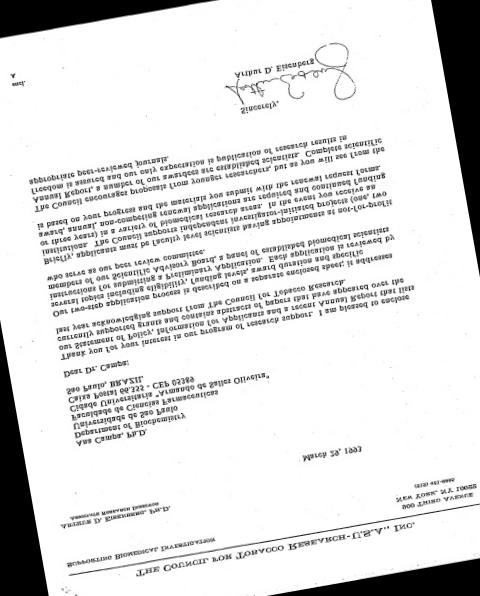 THE COUNCIL FOR TOBACCO RESEARCH-U.S.A., INC.
SUPPORTING BIOMEDICAL INVESTIGATION
900 THIRD AVENUE
NEW YORK, NY 10022
ARTHUR D. EISENBERG, PH.D.
ASSOCIATE RESEARCH DIRECTOR
March 29, 1993
Ana Campa, Ph.D.
Department of Biochemistry
Universidade de Sao Paulo
Faculdade de Ciencias Farmaceuticas
Cidade Universitaria "Armando de Salles Oliveira"
Caixa Postal 66.355 - CEP 05389
Sao Paulo, BRAZIL
Dear Dr. Campa:
Thank you for your interest in our program of research support. I am pleased to enclose
our Statement of Policy, Information for Applicants and a recent Annual Report that lists
currently supported grants and contains abstracts of papers that have appeared over the
last year acknowledging support from The Council for Tobacco Research.
Our two-step application process is described on a separate enclosed sheet; it addresses
several topics including eligibility, funding levels, award duration and specific
instructions for submitting a Preliminary Application. Each application is reviewed by
members of our Scientific Advisory Board, a panel of established biomedical scientists
who serve as our peer review committee.
Briefly, applicants must be faculty level scientists having appointments at not-for-profit
institutions. The Council supports independent investigator-initiated projects (one, two
or three years) in a variety of biomedical research areas. In the event you receive an
award, annual, non-competing renewal applications are required and continued funding
is based on your progress and the materials you submit with the renewal request forms.
The Council encourages proposals from younger researchers, but as you will see from the
Annual Report, a number of our awardees are established scientists. Complete scientific
freedom is assured and our only expectation is publication of research results in
appropriate peer-reviewed journals.
Sincerely,
Arthur D. Eisenberg
encl.